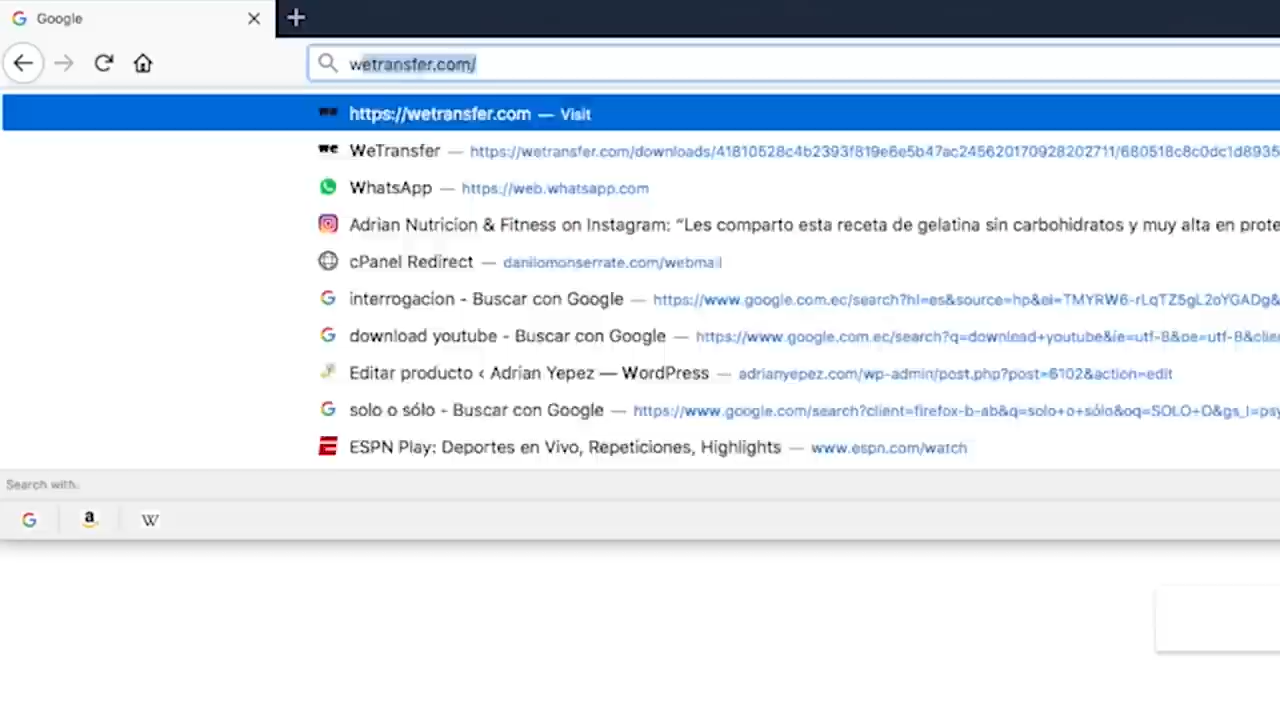 Google
wetransfer.com/
https://wetransfer.com — Visit
WeTransfer — https://wetransfer.com/downloads/41810528c4b2393f819e6e5b47ac245620170928202711/680518c8c0dc1d8935
WhatsApp — https://web.whatsapp.com
Adrian Nutricion & Fitness on Instagram: “Les comparto esta receta de gelatina sin carbohidratos y muy alta en prote
cPanel Redirect — danilomonserrate.com/webmail
interrogacion - Buscar con Google — https://www.google.com.ec/search?hl=es&source=hp&ei=TMYRW6-rLqTZ5gL2oYGADg&
download youtube - Buscar con Google — https://www.google.com.ec/search?q=download+youtube&ie=utf-8&oe=utf-8&clie
Editar producto ‹ Adrian Yepez — WordPress — adrianyepez.com/wp-admin/post.php?post=6102&action=edit
solo o sólo - Buscar con Google — https://www.google.com/search?client=firefox-b-ab&q=solo+o+sólo&oq=SOLO+O&gs_l=psy
ESPN Play: Deportes en Vivo, Repeticiones, Highlights — www.espn.com/watch
Search with: